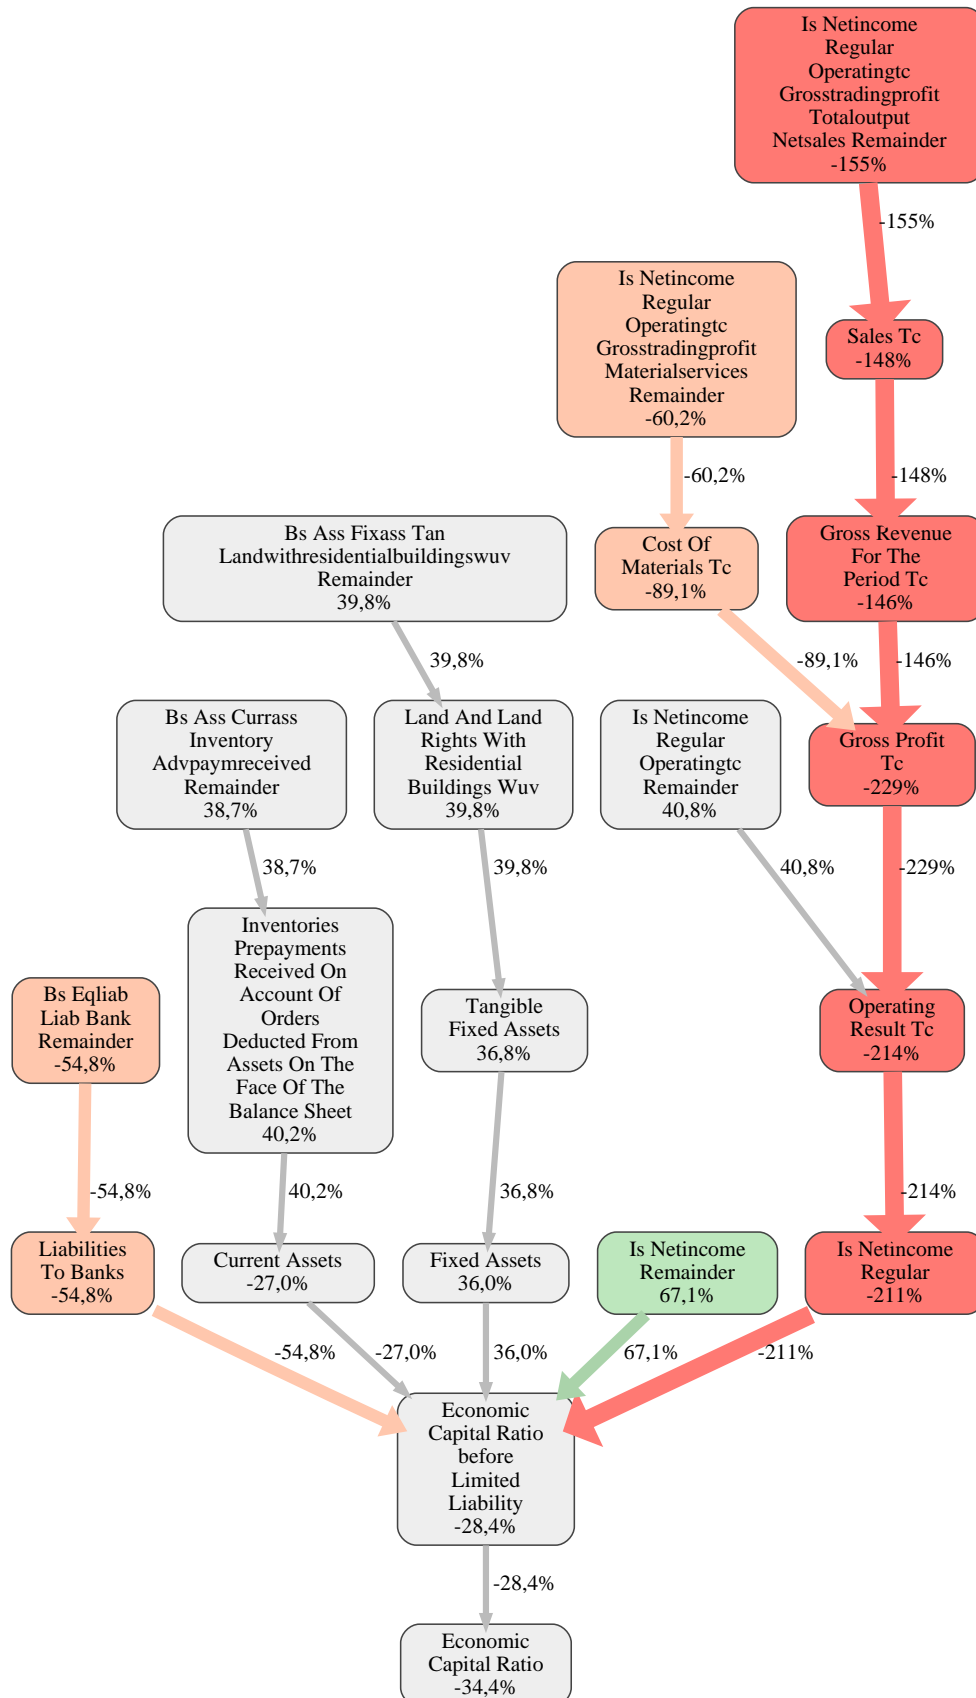 Is Netincome
Regular
Operatingtc
Grosstradingprofit
Totaloutput
Netsales Remainder
-155%
-155%
Is Netincome
Regular
Operatingtc
Grosstradingprofit
Materialservices
Remainder
-60,2%
Sales Tc
-148%
-60,2%
-148%
Bs Ass Fixass Tan
Landwithresidentialbuildingswuv
Remainder
39,8%
Cost Of
Materials Tc
-89,1%
Gross Revenue
For The
Period Tc
-146%
39,8%
-89,1%
-146%
Bs Ass Currass
Inventory
Advpaymreceived
Remainder
38,7%
Land And Land
Rights With
Residential
Buildings Wuv
39,8%
Is Netincome
Regular
Operatingtc
Remainder
40,8%
Gross Profit
Tc
-229%
38,7%
39,8%
40,8%
-229%
Bs Eqliab
Liab Bank
Remainder
-54,8%
Inventories
Prepayments
Received On
Account Of
Orders
Deducted From
Assets On The
Face Of The
Balance Sheet
40,2%
Tangible
Fixed Assets
36,8%
Operating
Result Tc
-214%
-54,8%
40,2%
36,8%
-214%
Liabilities
To Banks
-54,8%
Current Assets
-27,0%
Fixed Assets
36,0%
Is Netincome
Remainder
67,1%
Is Netincome
Regular
-211%
-54,8%
-27,0%
36,0%
67,1%
-211%
Economic
Capital Ratio
before
Limited
Liability
-28,4%
-28,4%
Economic
Capital Ratio
-34,4%